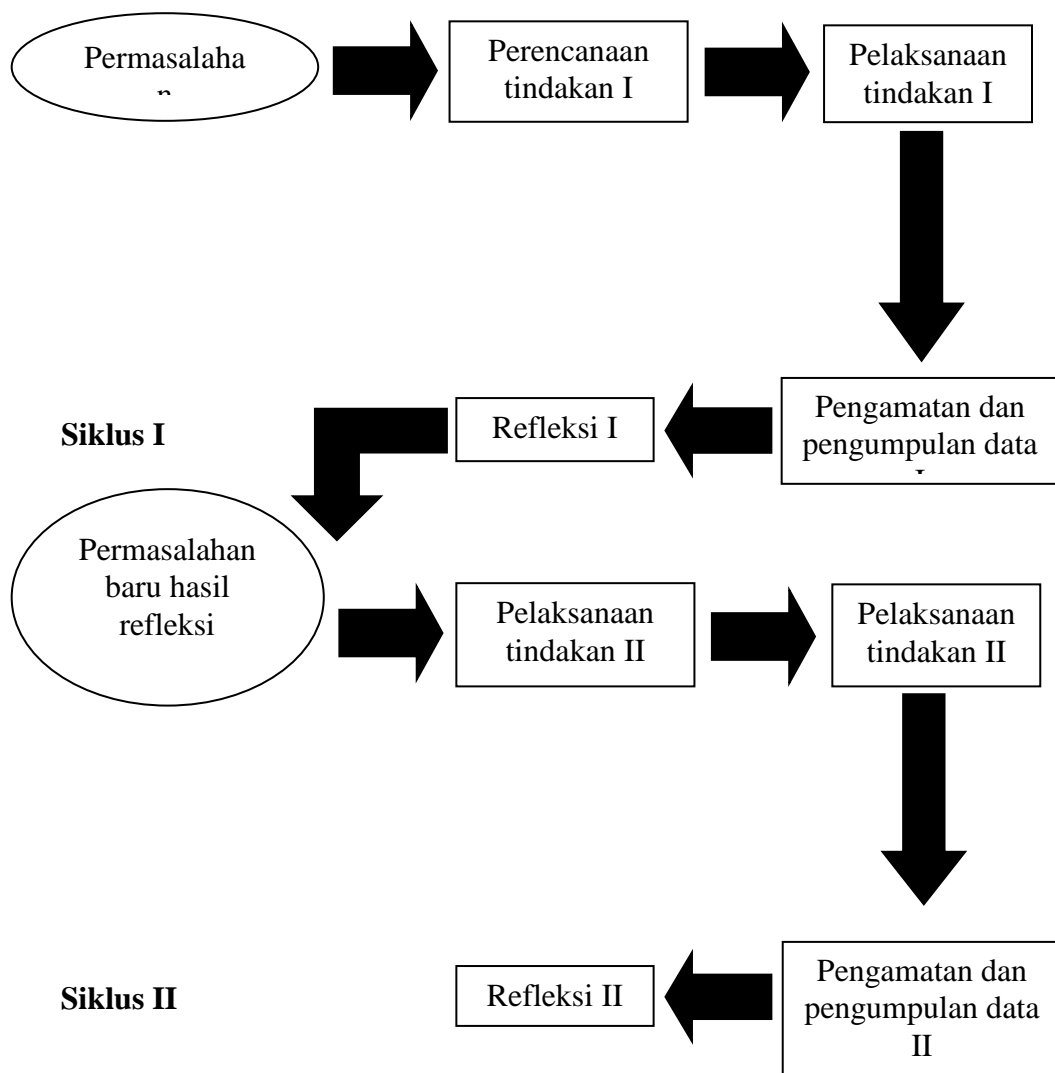 Permasalaha
n
Perencanaan
tindakan I
Pelaksanaan
tindakan I
Siklus I
Refleksi I
Pengamatan dan
pengumpulan data
I
Permasalahan
baru hasil
refleksi
Pelaksanaan
tindakan II
Pelaksanaan
tindakan II
Siklus II
Refleksi II
Pengamatan dan
pengumpulan data
II